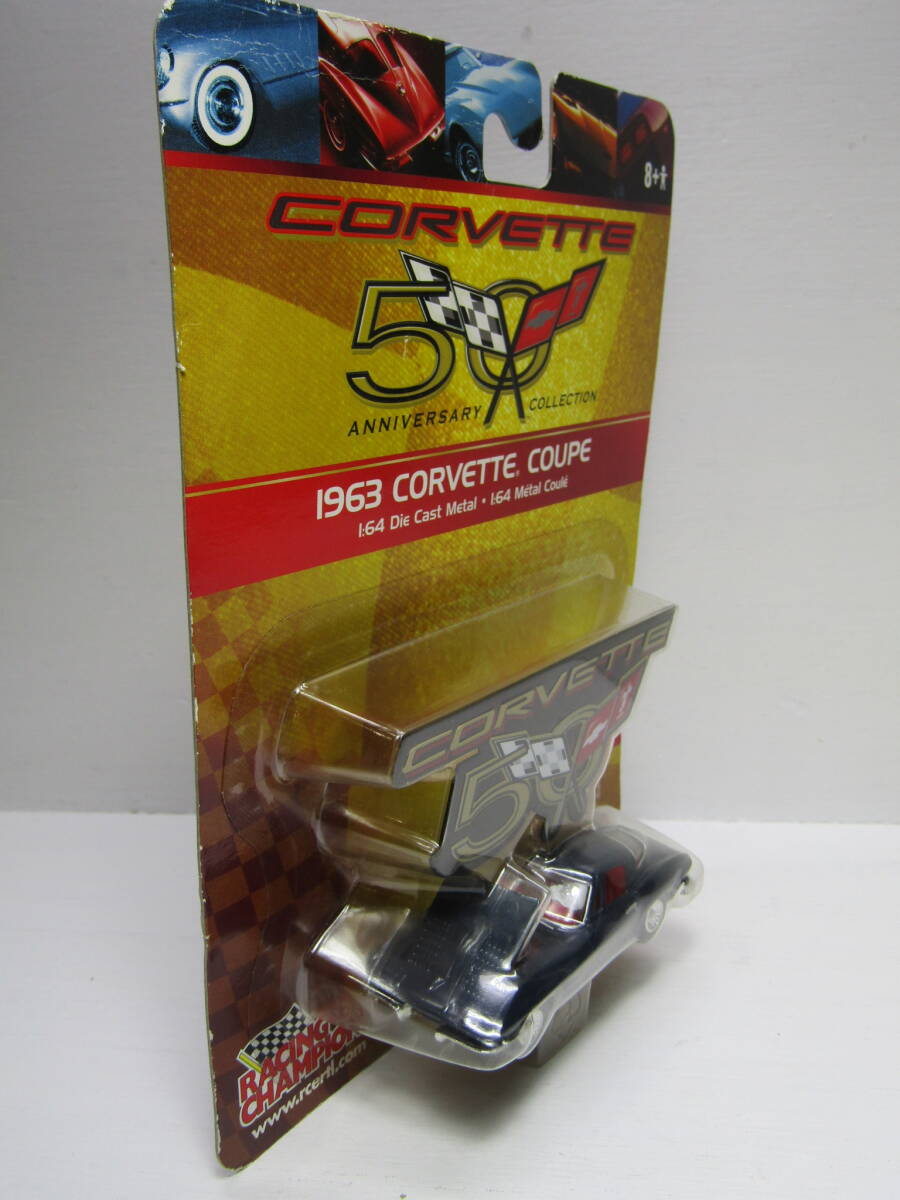 8+
CORVETTE
50
ANNIVERSARY COLLECTION
1963 CORVETTE COUPE
1:64 Die Cast Metal • 1:64 Métal Coulé
CORVETTE
50
RACING
CHAMPIONS
www.rcertl.com